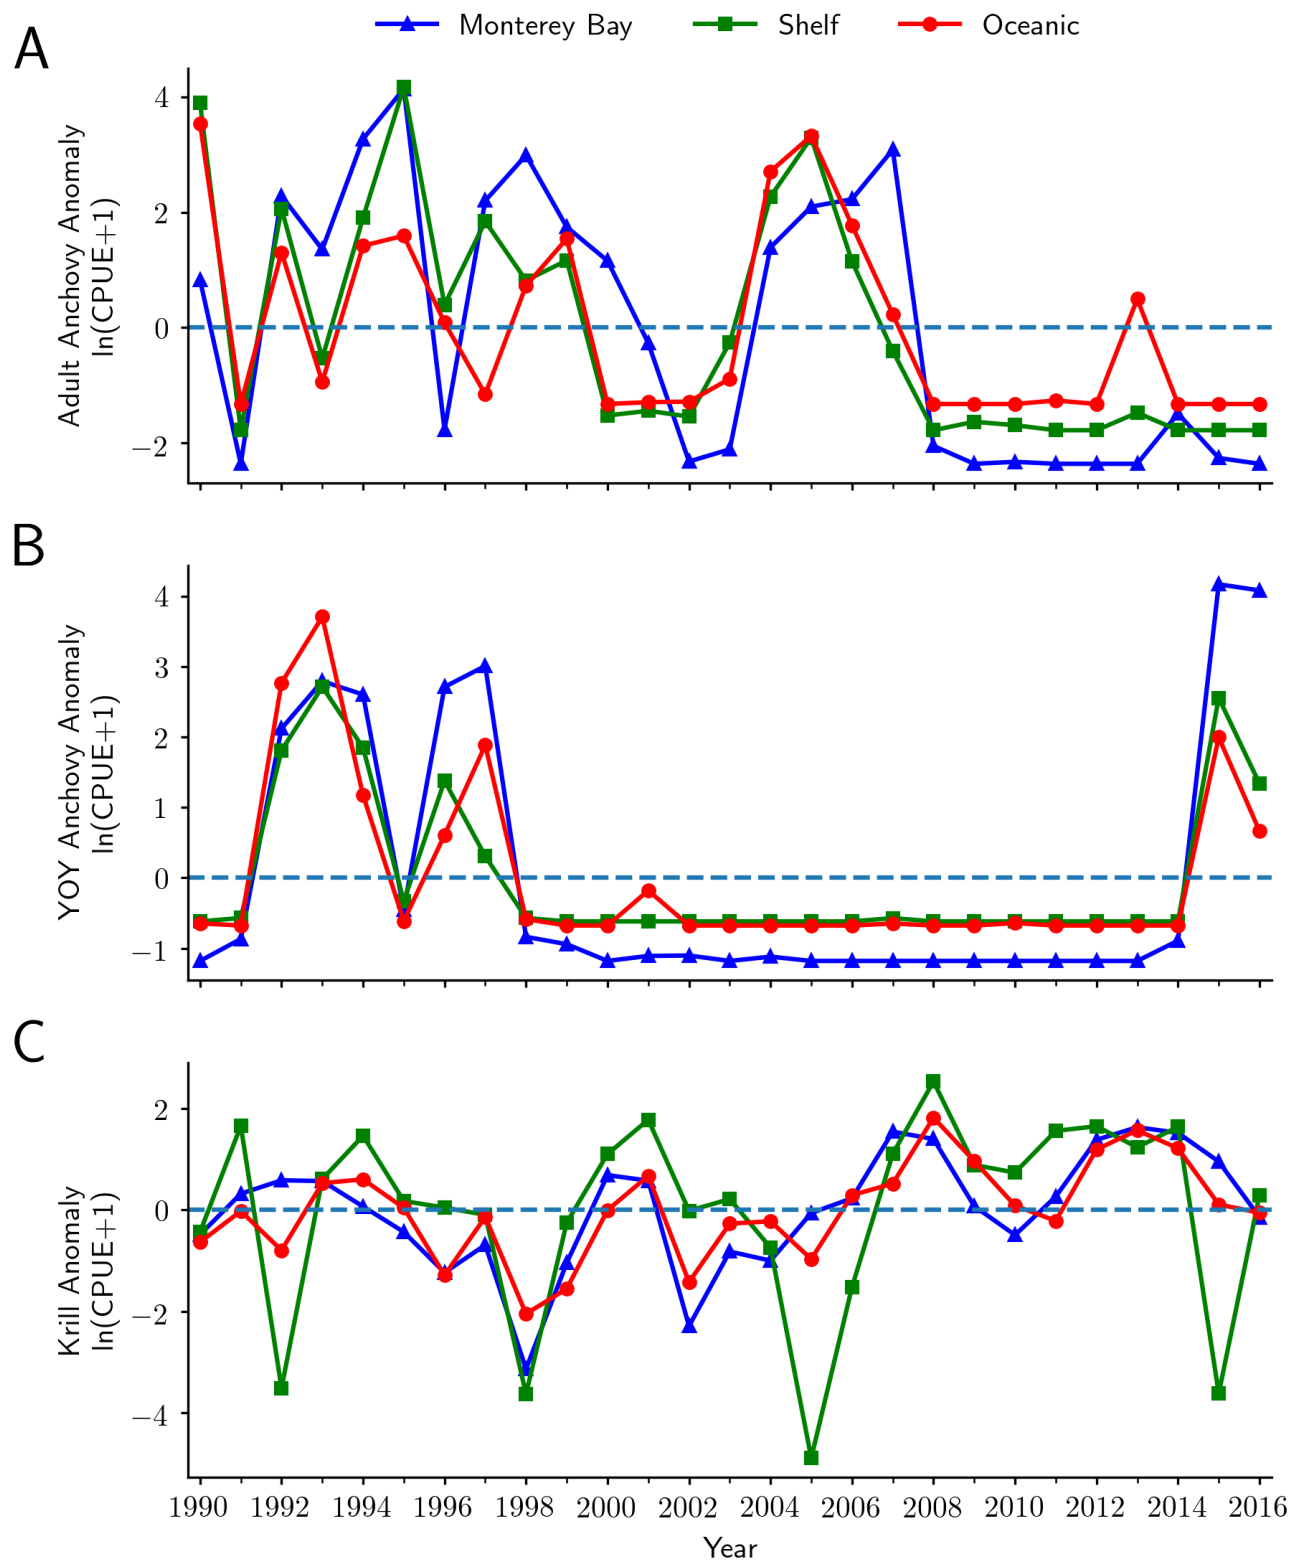 Monterey Bay Shelf Oceanic
A
Adult Anchovy Anomaly
ln(CPUE+1)
4
2
0
−2
B
YOY Anchovy Anomaly
ln(CPUE+1)
4
3
2
1
0
−1
C
Krill Anomaly
ln(CPUE+1)
2
0
−2
−4
1990 1992 1994 1996 1998 2000 2002 2004 2006 2008 2010 2012 2014 2016
Year